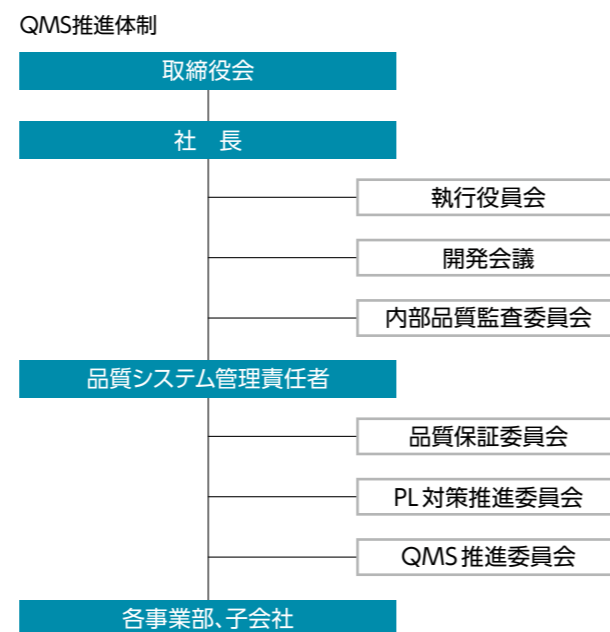 QMS推進体制
取締役会
社　長
執行役員会
開発会議
内部品質監査委員会
品質システム管理責任者
品質保証委員会
PL対策推進委員会
QMS推進委員会
各事業部、子会社